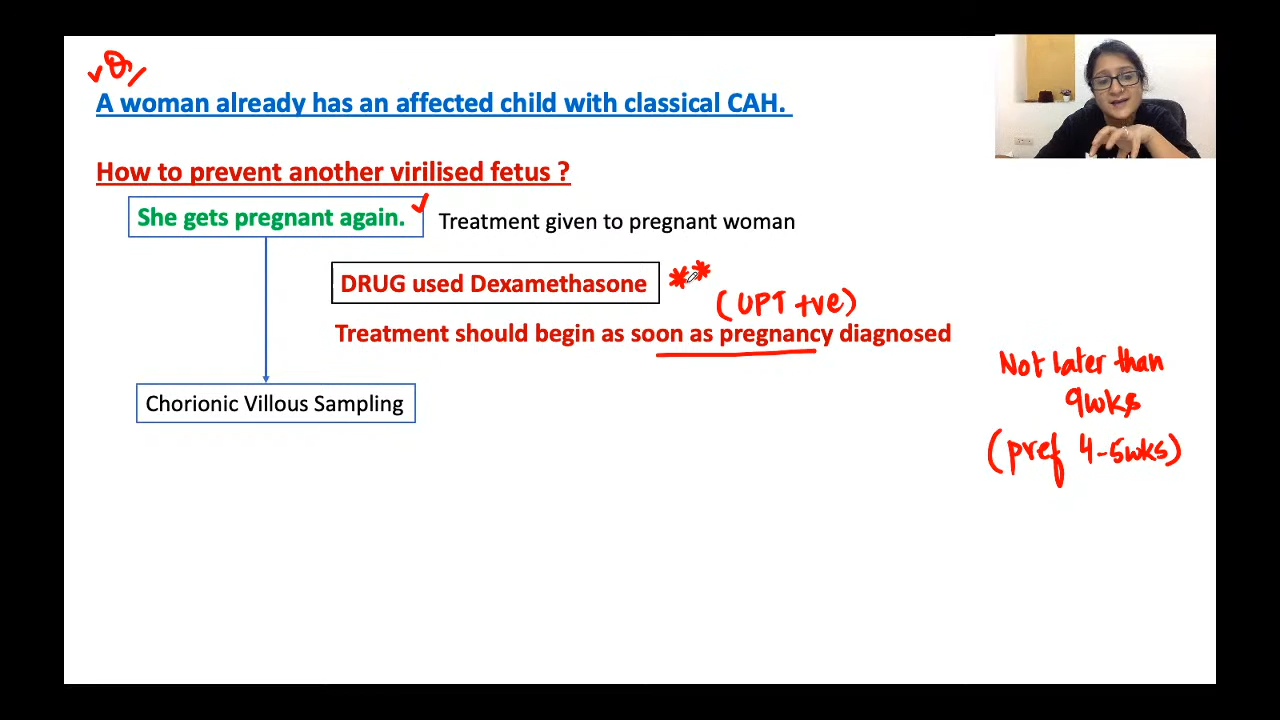 A woman already has an affected child with classical CAH.
How to prevent another virilised fetus ?
She gets pregnant again.
Treatment given to pregnant woman
DRUG used Dexamethasone **
(UPT +ve)
Treatment should begin as soon as pregnancy diagnosed
Not later than
9wks
(pref 4-5wks)
Chorionic Villous Sampling